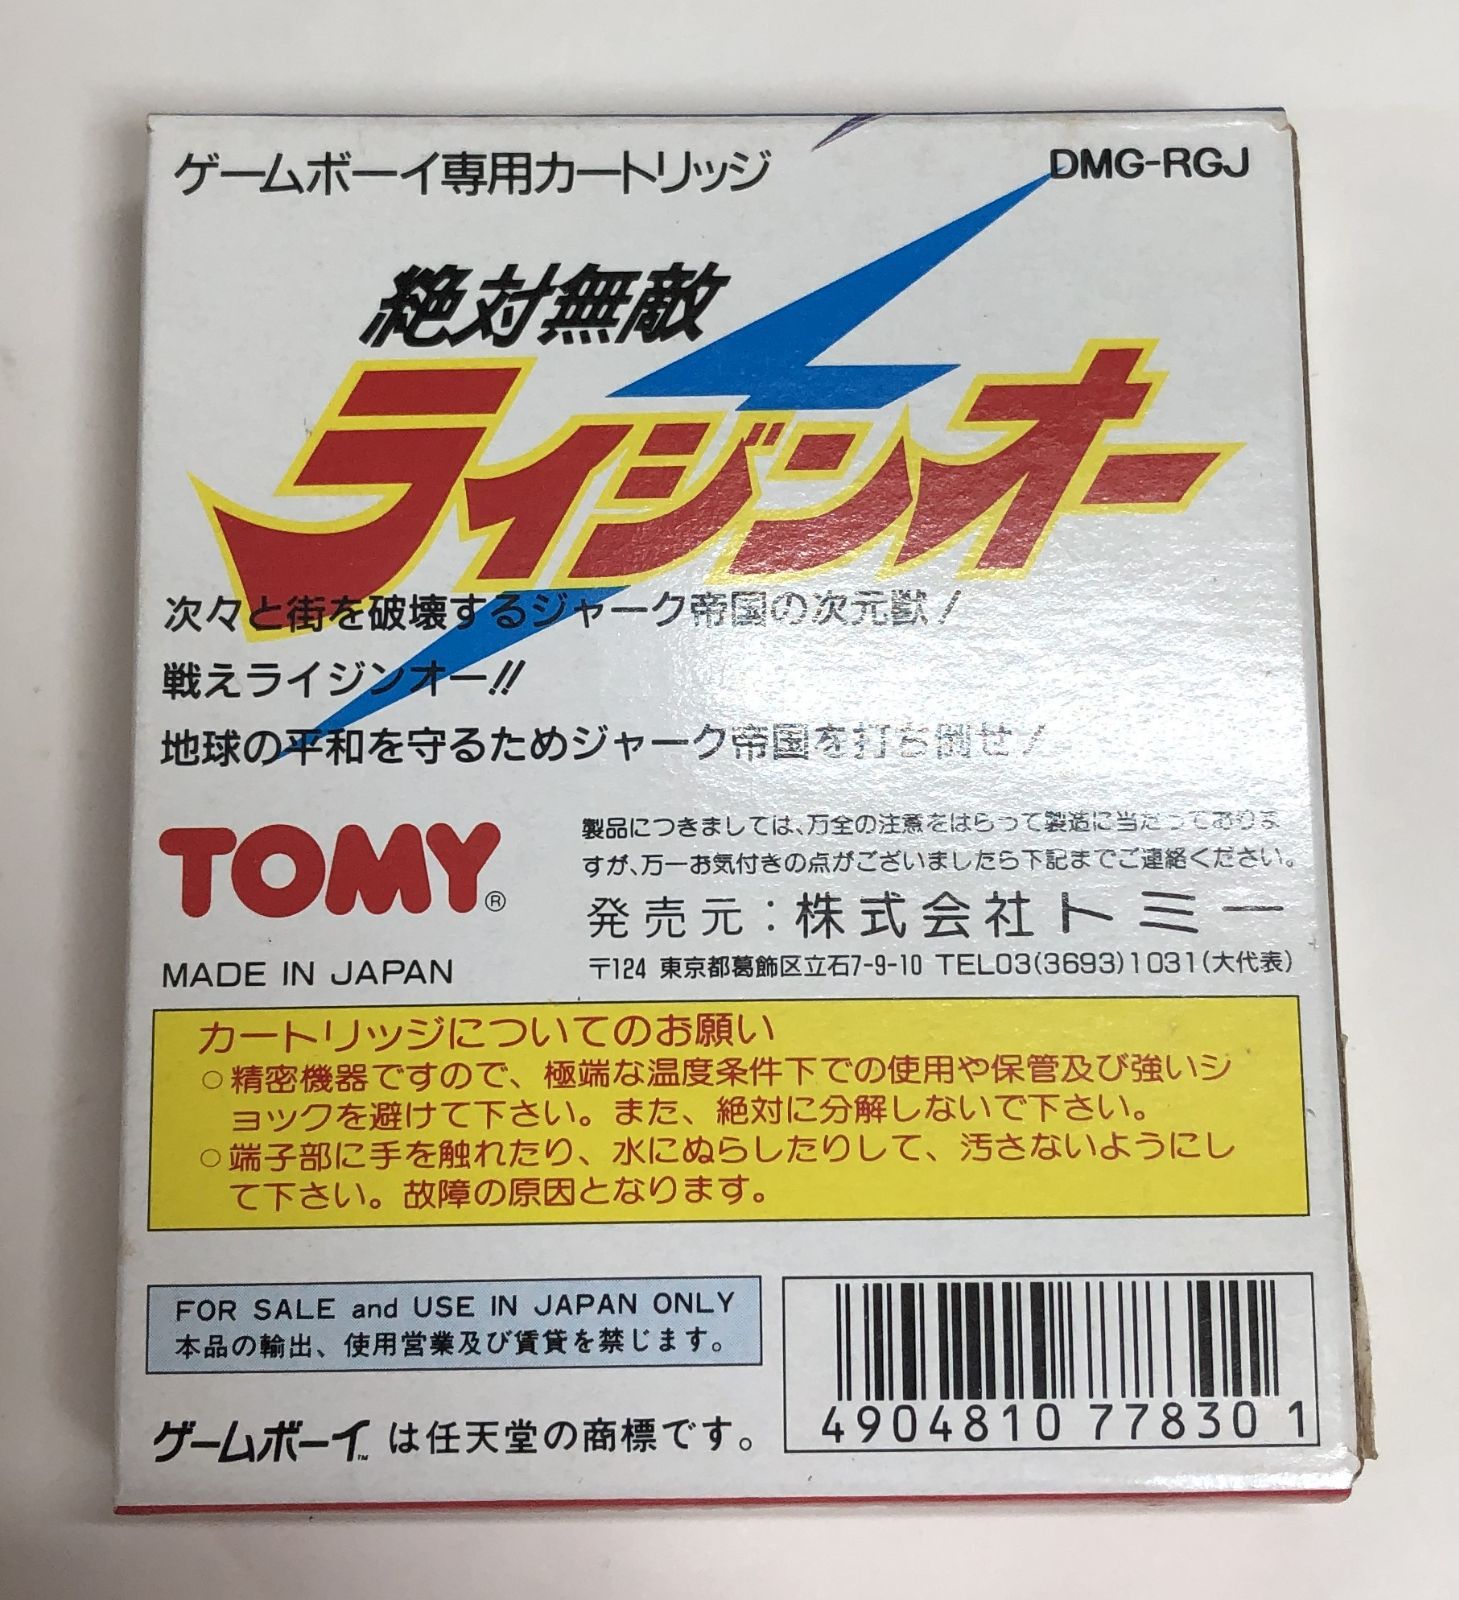 ゲームボーイ専用カートリッジ
DMG-RGJ
絶対無敵
ライジンオー
次々と街を破壊するジャーク帝国の次元獣!
戦えライジンオー!!
地球の平和を守るためジャーク帝国を打ち倒せ!
TOMY®
MADE IN JAPAN
製品につきましては、万全の注意をはらって製造に当たっておりま
すが、万一お気付きの点がございましたら下記までご連絡ください。
発売元:株式会社トミー
〒124 東京都葛飾区立石7-9-10 TEL03(3693)1031(大代表)
カートリッジについてのお願い
○精密機器ですので、極端な温度条件下での使用や保管及び強いシ
ョックを避けて下さい。また、絶対に分解しないで下さい。
○端子部に手を触れたり、水にぬらしたりして、汚さないようにし
て下さい。故障の原因となります。
FOR SALE and USE IN JAPAN ONLY
本品の輸出、使用営業及び賃貸を禁じます。
ゲームボーイ™は任天堂の商標です。
4904810 77830 1